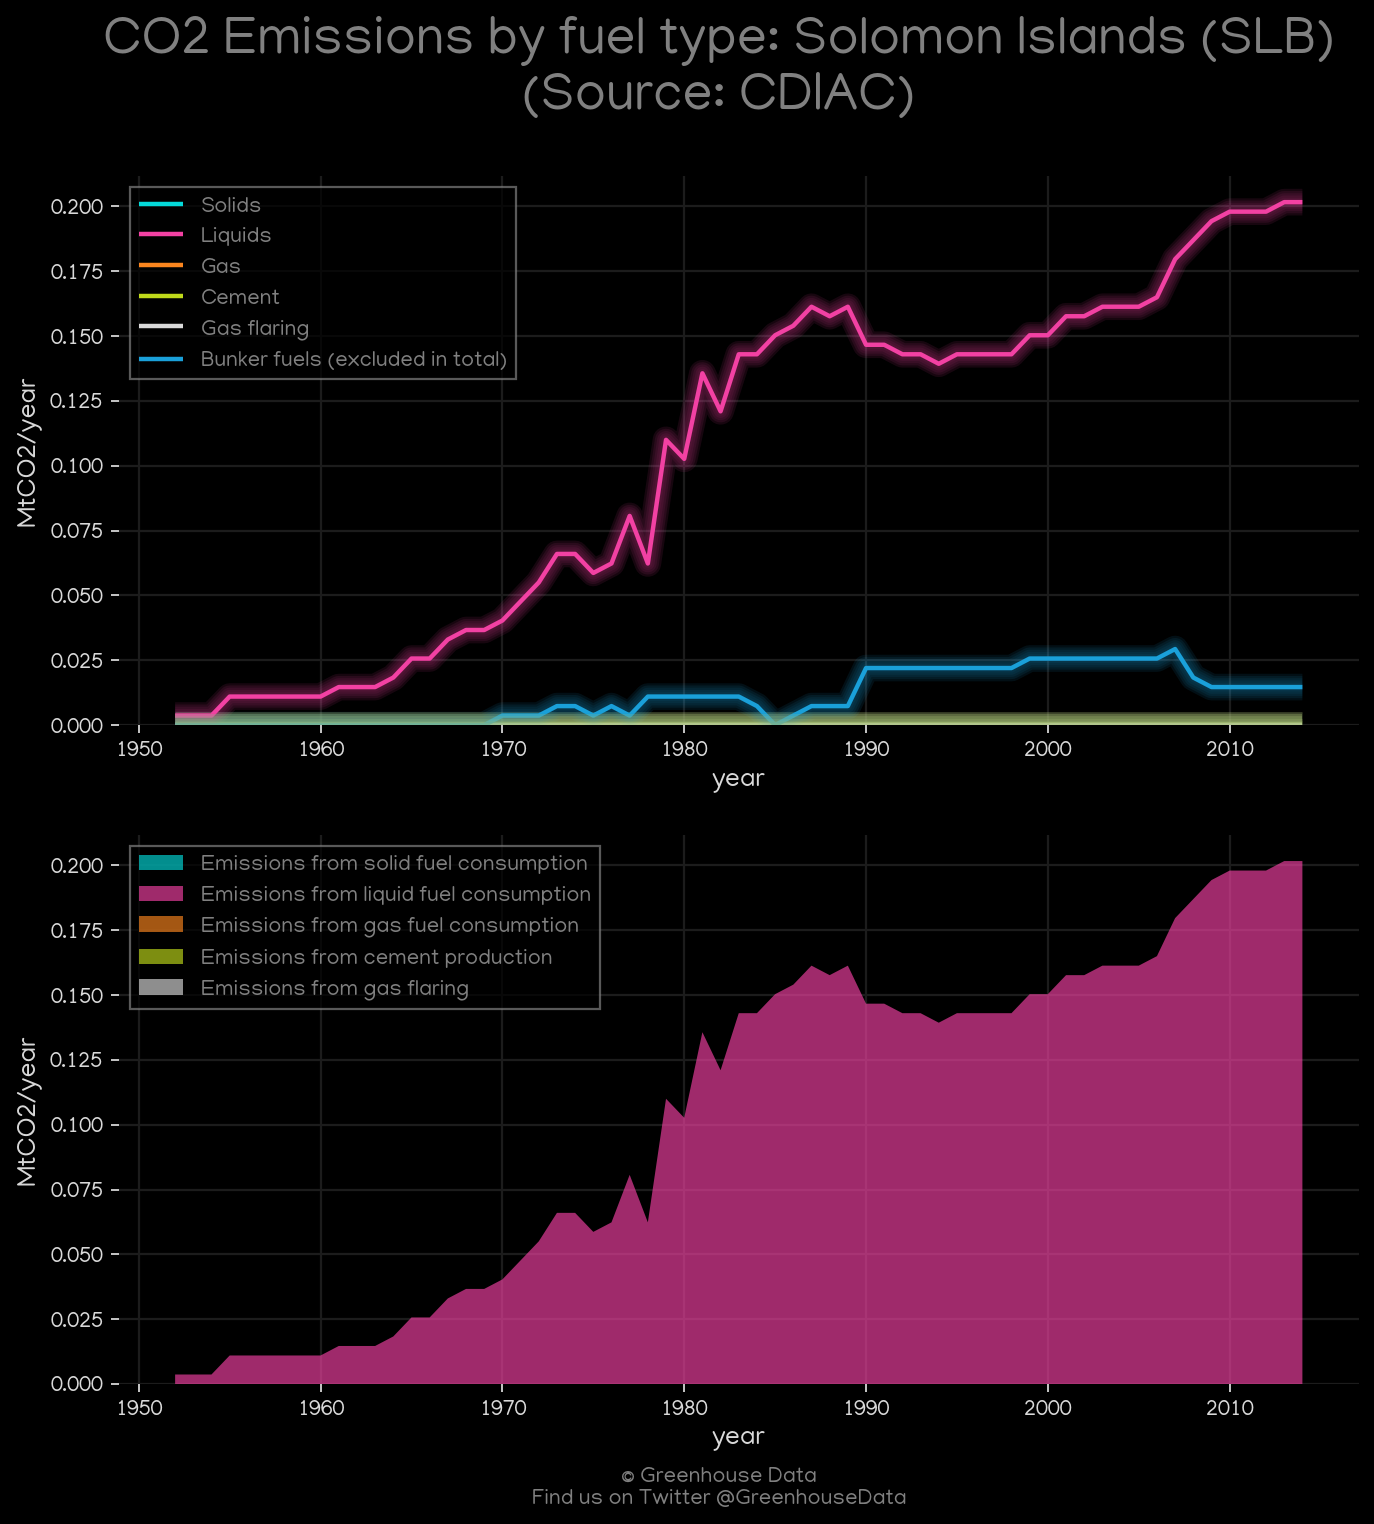 CO2 Emissions by fuel type: Solomon Islands (SLB)
(Source: CDIAC)
Solids
Liquids
Gas
Cement
Gas flaring
Bunker fuels (excluded in total)
MtCO2/year
0.200
0.175
0.150
0.125
0.100
0.075
0.050
0.025
0.000
1950 1960 1970 1980 1990 2000 2010
year
Emissions from solid fuel consumption
Emissions from liquid fuel consumption
Emissions from gas fuel consumption
Emissions from cement production
Emissions from gas flaring
MtCO2/year
0.200
0.175
0.150
0.125
0.100
0.075
0.050
0.025
0.000
1950 1960 1970 1980 1990 2000 2010
year
© Greenhouse Data
Find us on Twitter @GreenhouseData